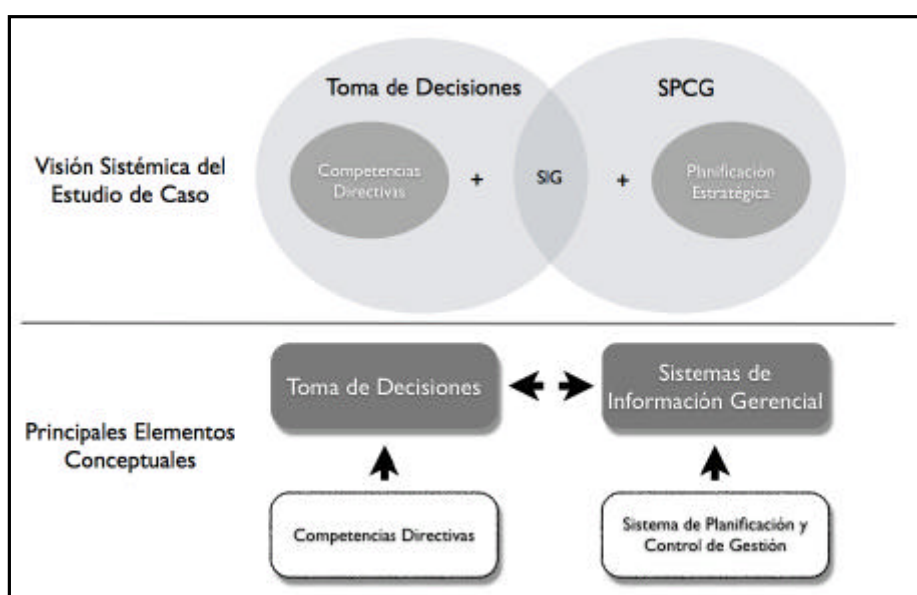 Toma de Decisiones
SPCG
Visión Sistémica del
Estudio de Caso
Competencias
Directivas
+
SIG
+
Planificación
Estratégica
Toma de Decisiones
Sistemas de
Información Gerencial
Principales Elementos
Conceptuales
Competencias Directivas
Sistema de Planificación y
Control de Gestión